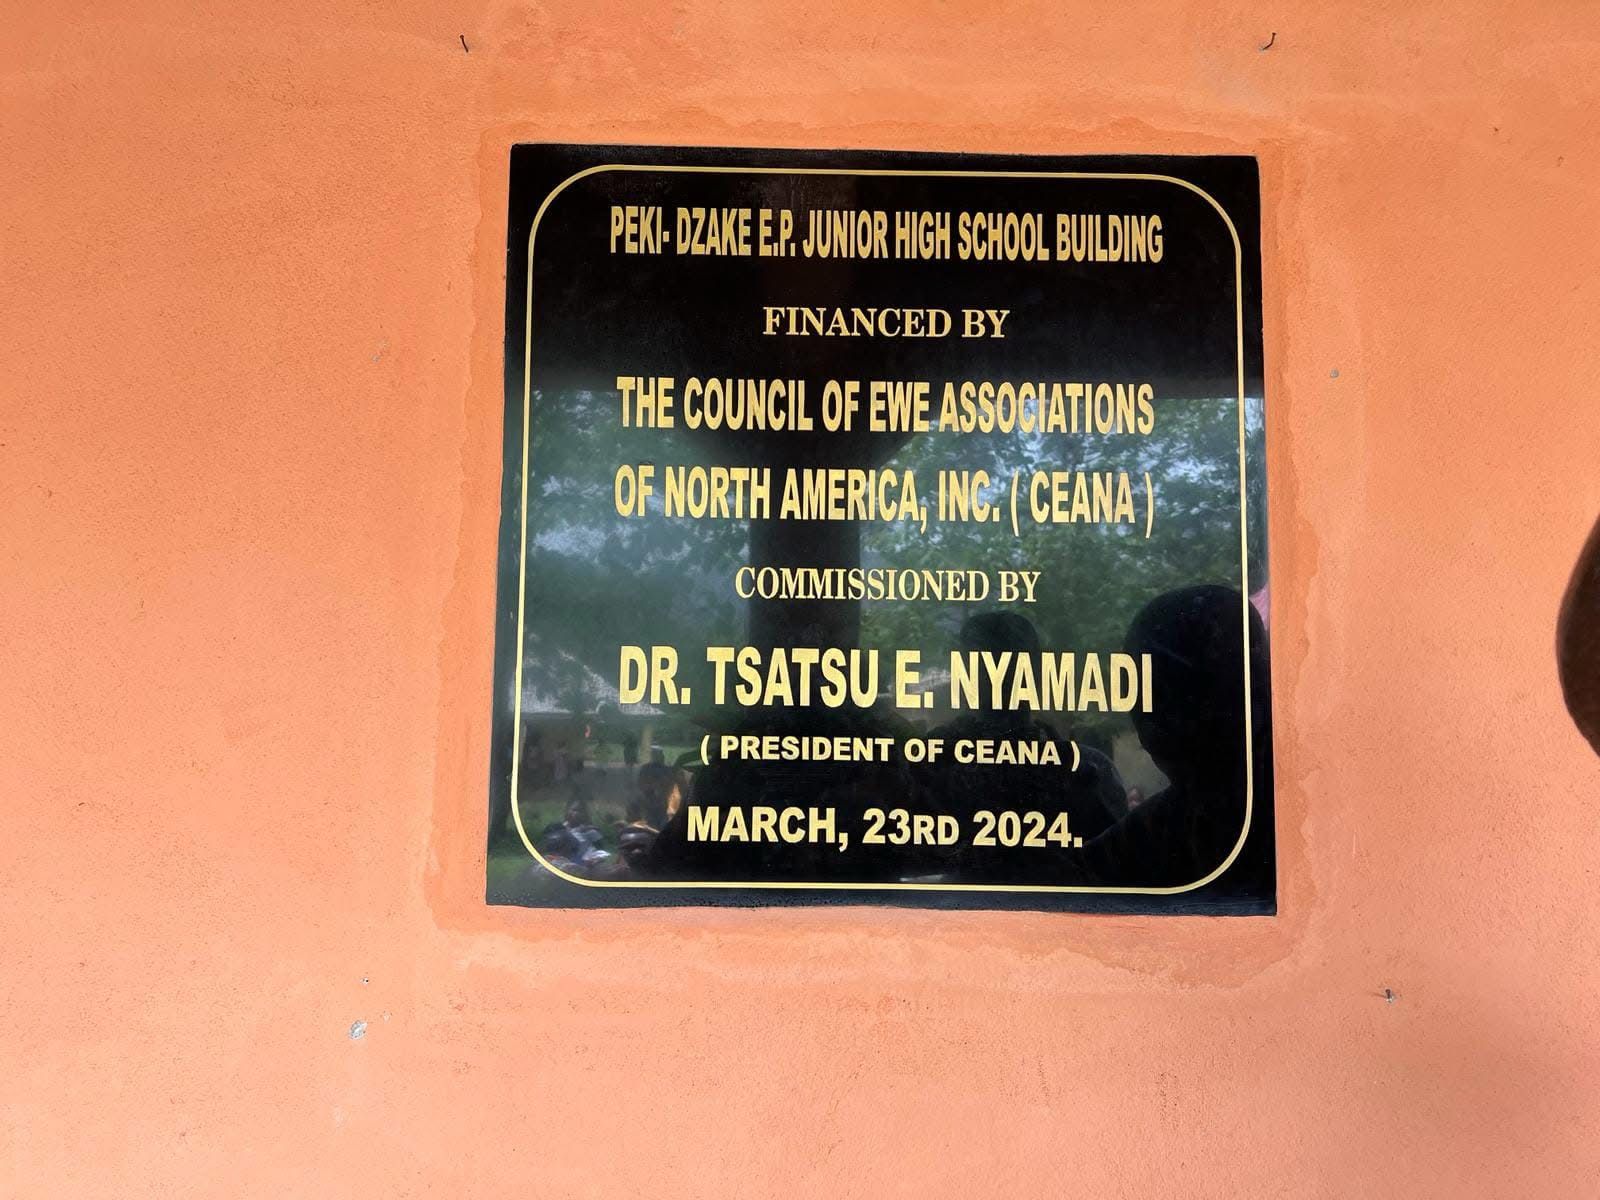 PEKI- DZAKE E.P. JUNIOR HIGH SCHOOL BUILDING
FINANCED BY
THE COUNCIL OF EWE ASSOCIATIONS
OF NORTH AMERICA, INC. ( CEANA )
COMMISSIONED BY
DR. TSATSU E. NYAMADI
( PRESIDENT OF CEANA )
MARCH, 23RD 2024.